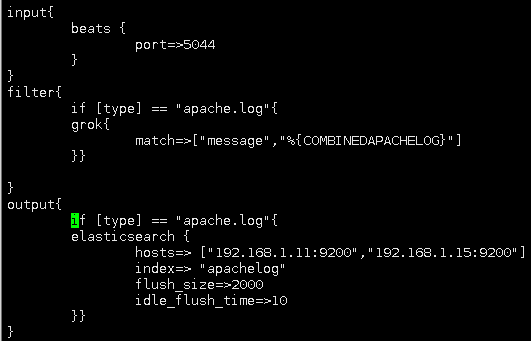 input{
        beats {
                port=>5044
        }
}
filter{
        if [type] == "apache.log"{
        grok{
                match=>["message","%{COMBINEDAPACHELOG}"]
        }}

}
output{
        if [type] == "apache.log"{
        elasticsearch {
                hosts=> ["192.168.1.11:9200","192.168.1.15:9200"]
                index=> "apachelog"
                flush_size=>2000
                idle_flush_time=>10
        }}
}